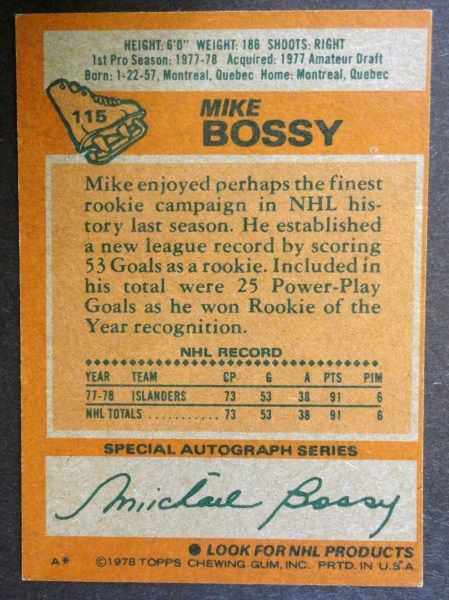 HEIGHT: 6'0" WEIGHT: 186 SHOOTS: RIGHT
1st Pro Season: 1977-78 Acquired: 1977 Amateur Draft
Born: 1-22-57, Montreal, Quebec Home: Montreal, Quebec
115
MIKE
BOSSY
Mike enjoyed perhaps the finest
rookie campaign in NHL his-
tory last season. He established
a new league record by scoring
53 Goals as a rookie. Included in
his total were 25 Power-Play
Goals as he won Rookie of the
Year recognition.
NHL RECORD
YEAR TEAM GP G A PTS PIM
77-78 ISLANDERS 73 53 38 91 6
NHL TOTALS ........... 73 53 38 91 6
SPECIAL AUTOGRAPH SERIES
Michael Bossy
LOOK FOR NHL PRODUCTS
A* ©1978 TOPPS CHEWING GUM, INC. PRTD. IN U.S.A.